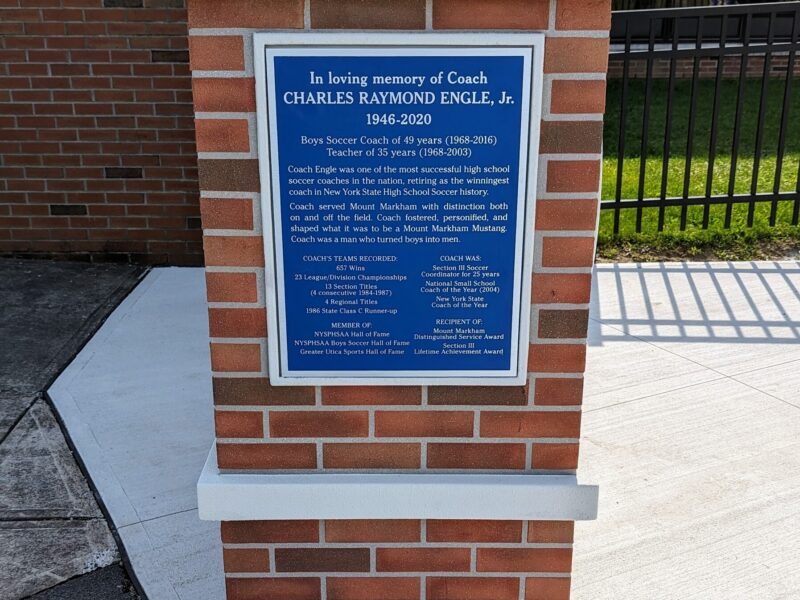 In loving memory of Coach
CHARLES RAYMOND ENGLE, Jr.
1946-2020
Boys Soccer Coach of 49 years (1968-2016)
Teacher of 35 years (1968-2003)
Coach Engle was one of the most successful high school
soccer coaches in the nation, retiring as the winningest
coach in New York State High School Soccer history.
Coach served Mount Markham with distinction both
on and off the field. Coach fostered, personified, and
shaped what it was to be a Mount Markham Mustang.
Coach was a man who turned boys into men.
COACH'S TEAMS RECORDED:
657 Wins
23 League/Division Championships
13 Section Titles
(4 consecutive 1984-1987)
4 Regional Titles
1986 State Class C Runner-up
MEMBER OF:
NYSPHSAA Hall of Fame
NYSPHSAA Boys Soccer Hall of Fame
Greater Utica Sports Hall of Fame
COACH WAS:
Section III Soccer
Coordinator for 25 years
National Small School
Coach of the Year (2004)
New York State
Coach of the Year
RECIPIENT OF:
Mount Markham
Distinguished Service Award
Section III
Lifetime Achievement Award